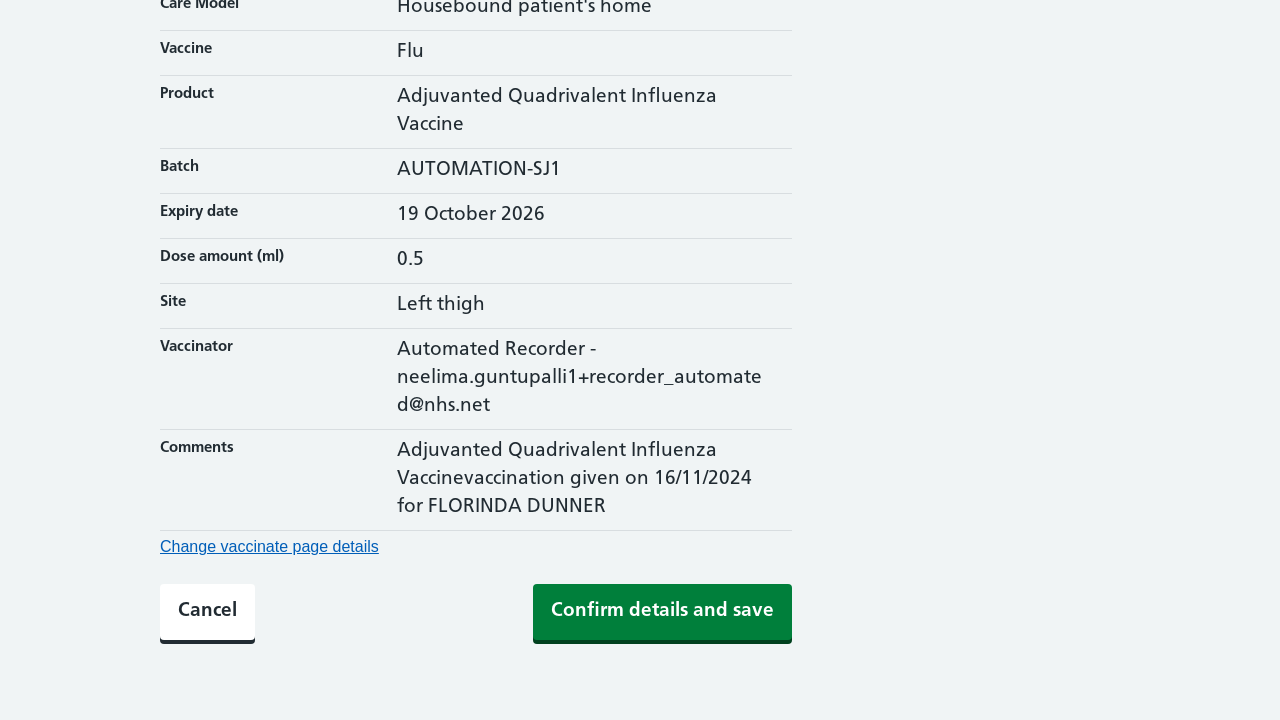 Care Model Housebound patient's home
Vaccine Flu
Product Adjuvanted Quadrivalent Influenza
Vaccine
Batch AUTOMATION-SJ1
Expiry date 19 October 2026
Dose amount (ml) 0.5
Site Left thigh
Vaccinator Automated Recorder -
neelima.guntupalli1+recorder_automate
d@nhs.net
Comments Adjuvanted Quadrivalent Influenza
Vaccinevaccination given on 16/11/2024
for FLORINDA DUNNER
Change vaccinate page details
Cancel Confirm details and save